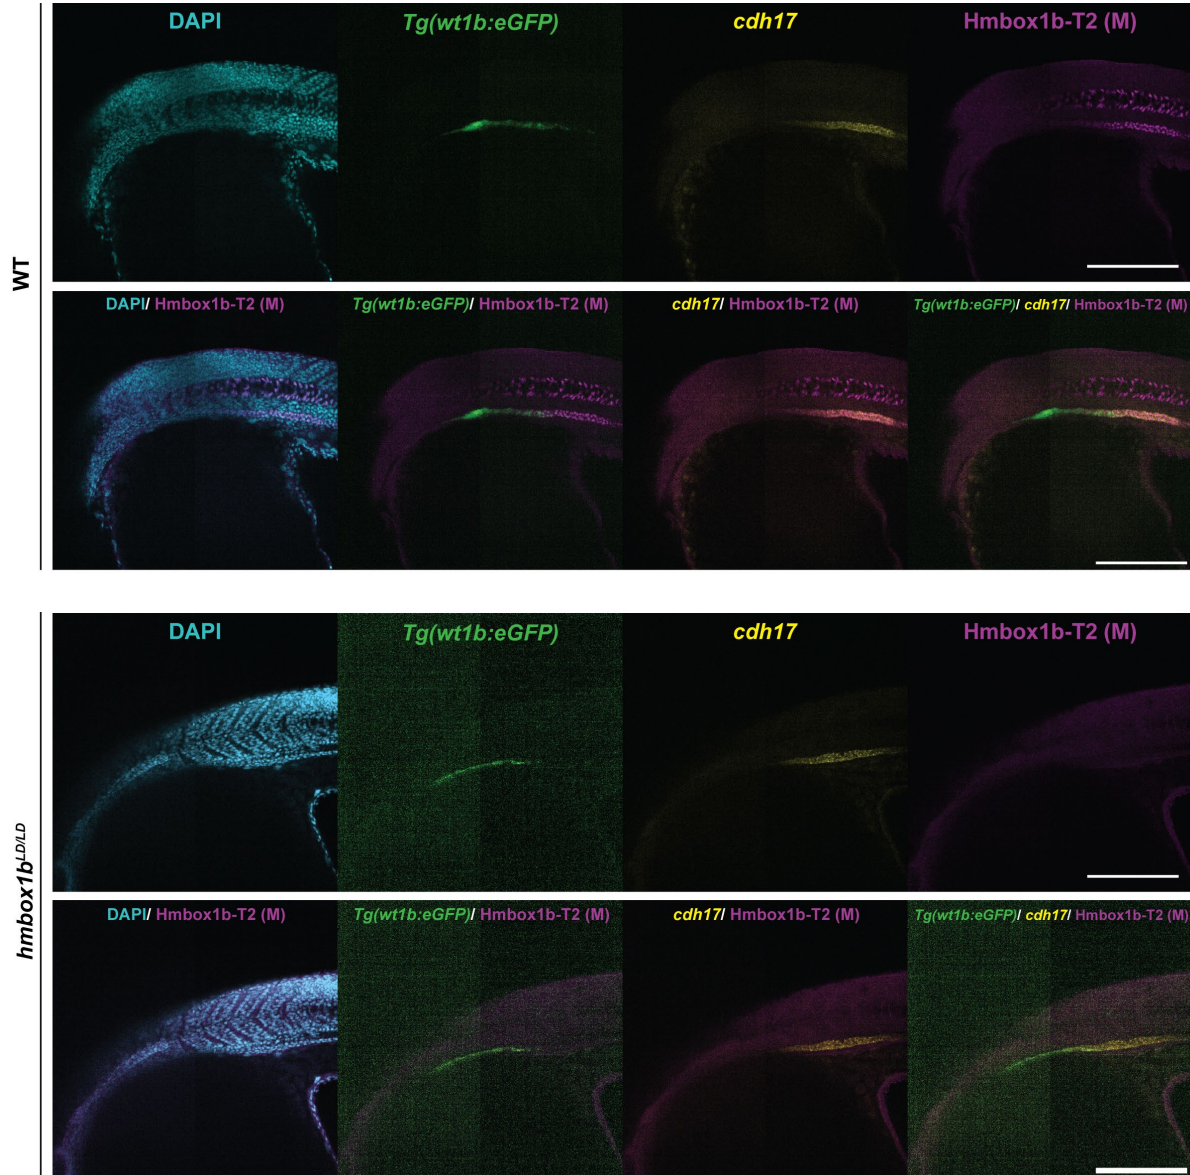 DAPI
Tg(wt1b:eGFP)
cdh17
Hmbox1b-T2 (M)
WT
DAPI/ Hmbox1b-T2 (M)
Tg(wt1b:eGFP)/ Hmbox1b-T2 (M)
cdh17/ Hmbox1b-T2 (M)
Tg(wt1b:eGFP)/ cdh17/ Hmbox1b-T2 (M)
DAPI
Tg(wt1b:eGFP)
cdh17
Hmbox1b-T2 (M)
hmbox1bLD/LD
DAPI/ Hmbox1b-T2 (M)
Tg(wt1b:eGFP)/ Hmbox1b-T2 (M)
cdh17/ Hmbox1b-T2 (M)
Tg(wt1b:eGFP)/ cdh17/ Hmbox1b-T2 (M)